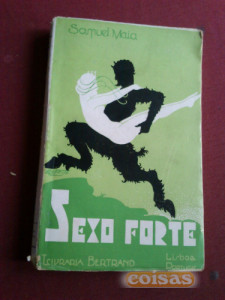 Samuel Maia
SEXO FORTE
Livraria Bertrand
Lisboa
coisas